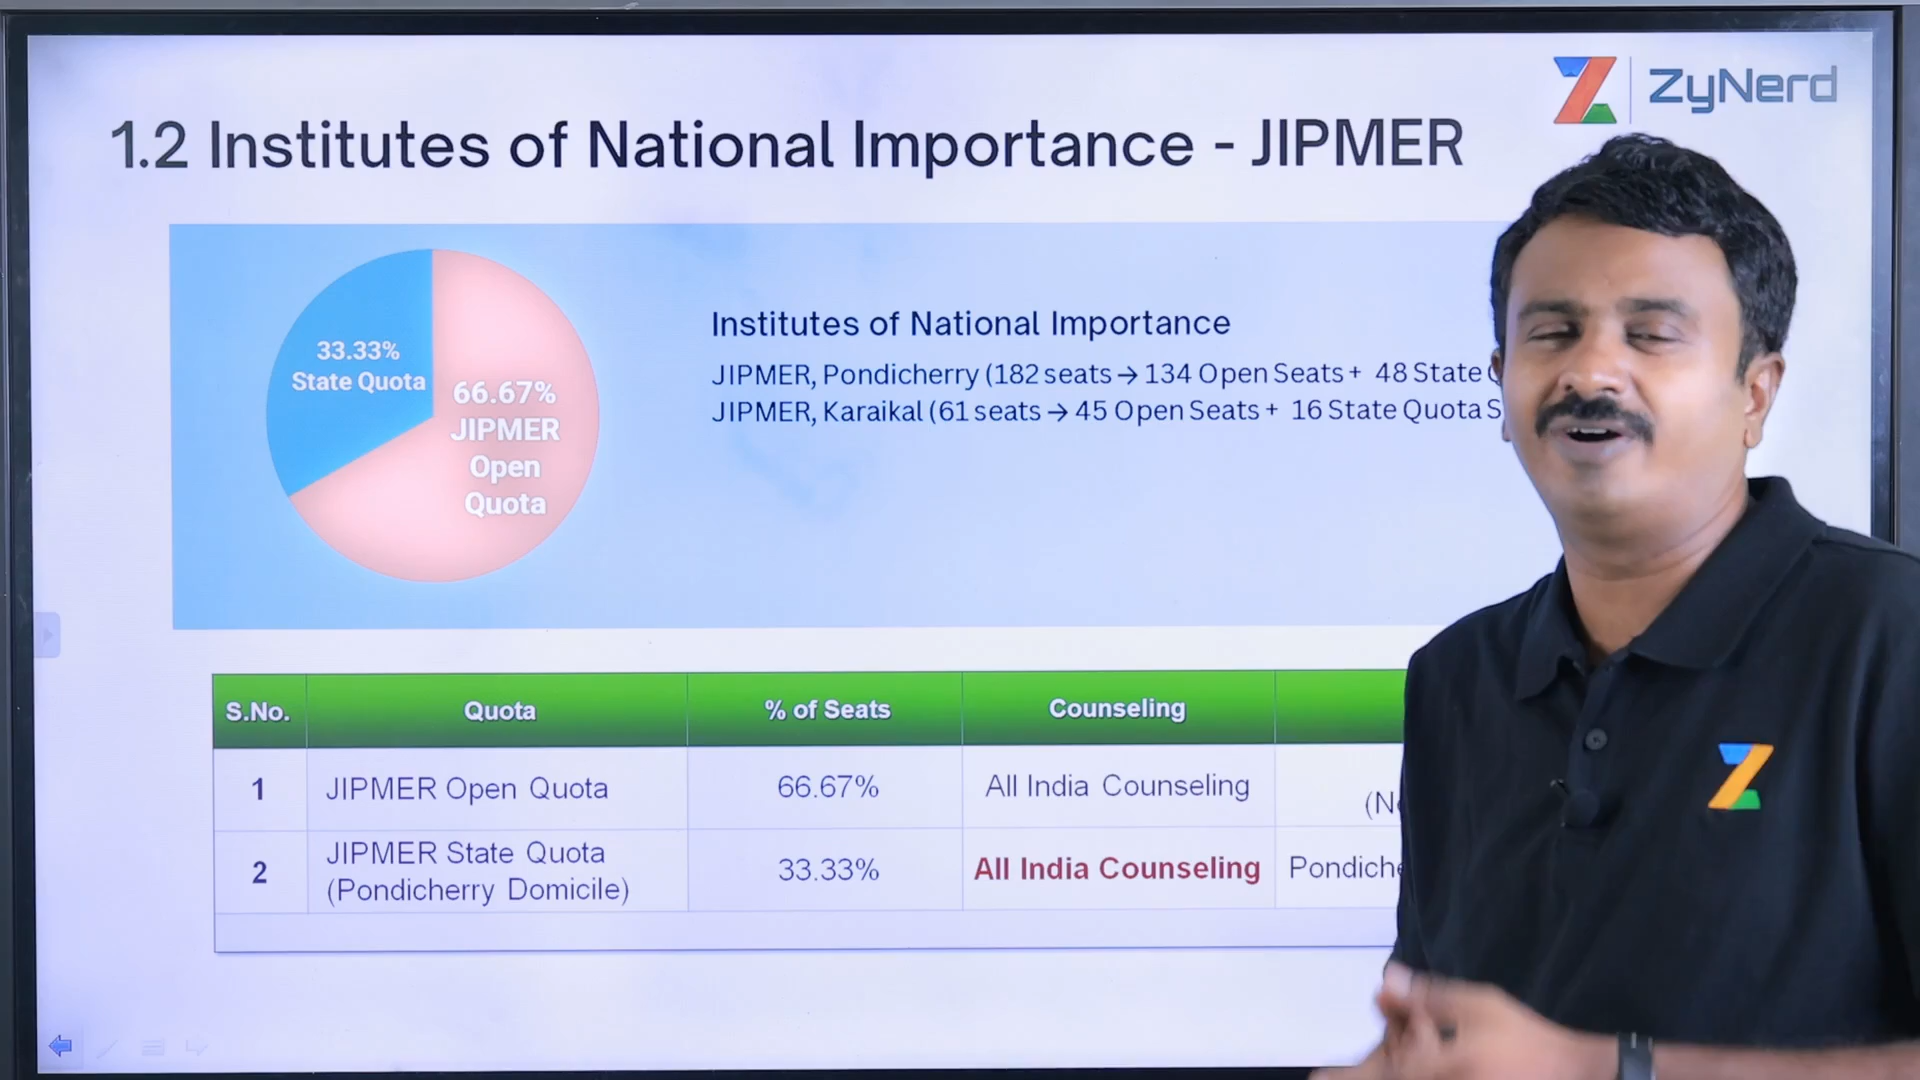 ZyNerd
1.2 Institutes of National Importance - JIPMER
33.33%
State Quota
66.67%
JIPMER
Open
Quota
Institutes of National Importance
JIPMER, Pondicherry (182 seats → 134 Open Seats + 48 State
JIPMER, Karaikal (61 seats → 45 Open Seats + 16 State Quota
S.No. Quota % of Seats Counseling
1 JIPMER Open Quota 66.67% All India Counseling
2 JIPMER State Quota (Pondicherry Domicile) 33.33% All India Counseling